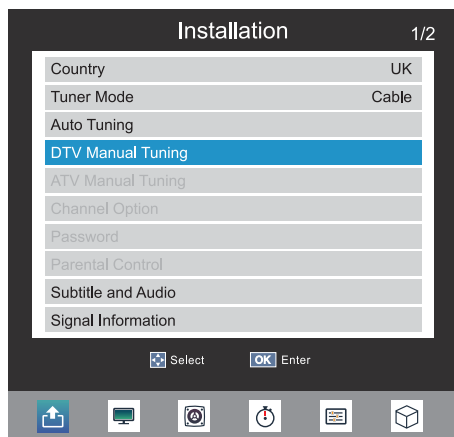 Installation 1/2
Country UK
Tuner Mode Cable
Auto Tuning
DTV Manual Tuning
ATV Manual Tuning
Channel Option
Password
Parental Control
Subtitle and Audio
Signal Information
Select OK Enter